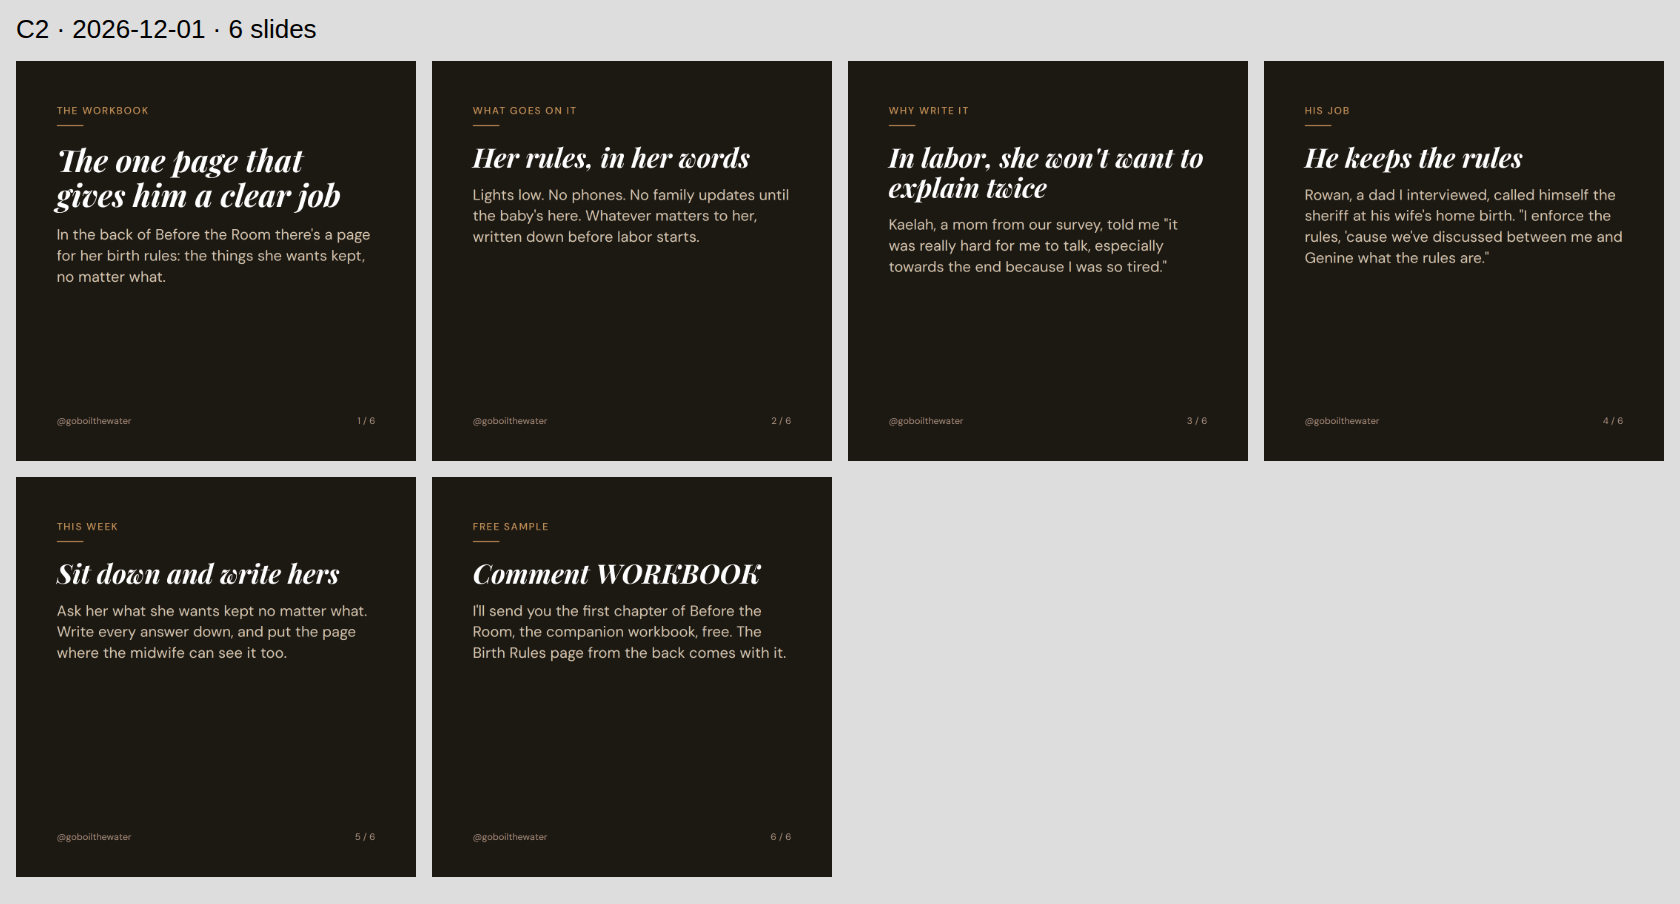 C2 · 2026-12-01 · 6 slides
THE WORKBOOK
The one page that
gives him a clear job
In the back of Before the Room there's a page
for her birth rules: the things she wants kept,
no matter what.
@goboilthewater
1 / 6
WHAT GOES ON IT
Her rules, in her words
Lights low. No phones. No family updates until
the baby's here. Whatever matters to her,
written down before labor starts.
@goboilthewater
2 / 6
WHY WRITE IT
In labor, she won't want to
explain twice
Kaelah, a mom from our survey, told me "it
was really hard for me to talk, especially
towards the end because I was so tired."
@goboilthewater
3 / 6
HIS JOB
He keeps the rules
Rowan, a dad I interviewed, called himself the
sheriff at his wife's home birth. "I enforce the
rules, 'cause we've discussed between me and
Genine what the rules are."
@goboilthewater
4 / 6
THIS WEEK
Sit down and write hers
Ask her what she wants kept no matter what.
Write every answer down, and put the page
where the midwife can see it too.
@goboilthewater
5 / 6
FREE SAMPLE
Comment WORKBOOK
I'll send you the first chapter of Before the
Room, the companion workbook, free. The
Birth Rules page from the back comes with it.
@goboilthewater
6 / 6